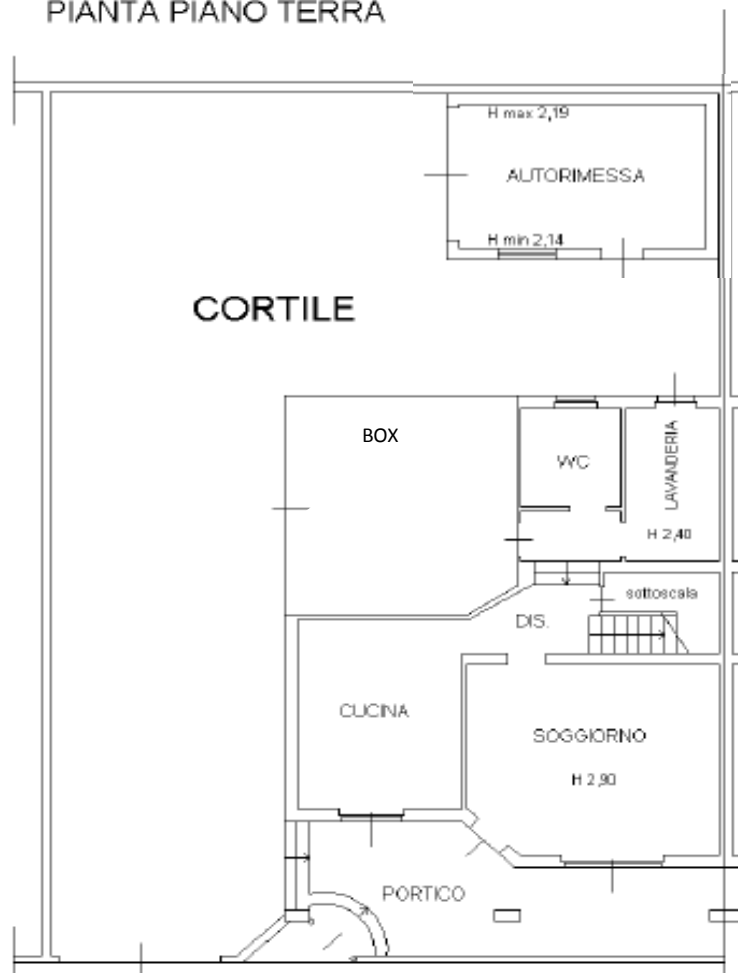 PIANTA PIANO TERRA
H max 2,19
AUTORIMESSA
H min 2,14
CORTILE
BOX
WC
LAVANDERIA
H 2,40
sottoscala
DIS.
CUCINA
SOGGIORNO
H 2,90
PORTICO